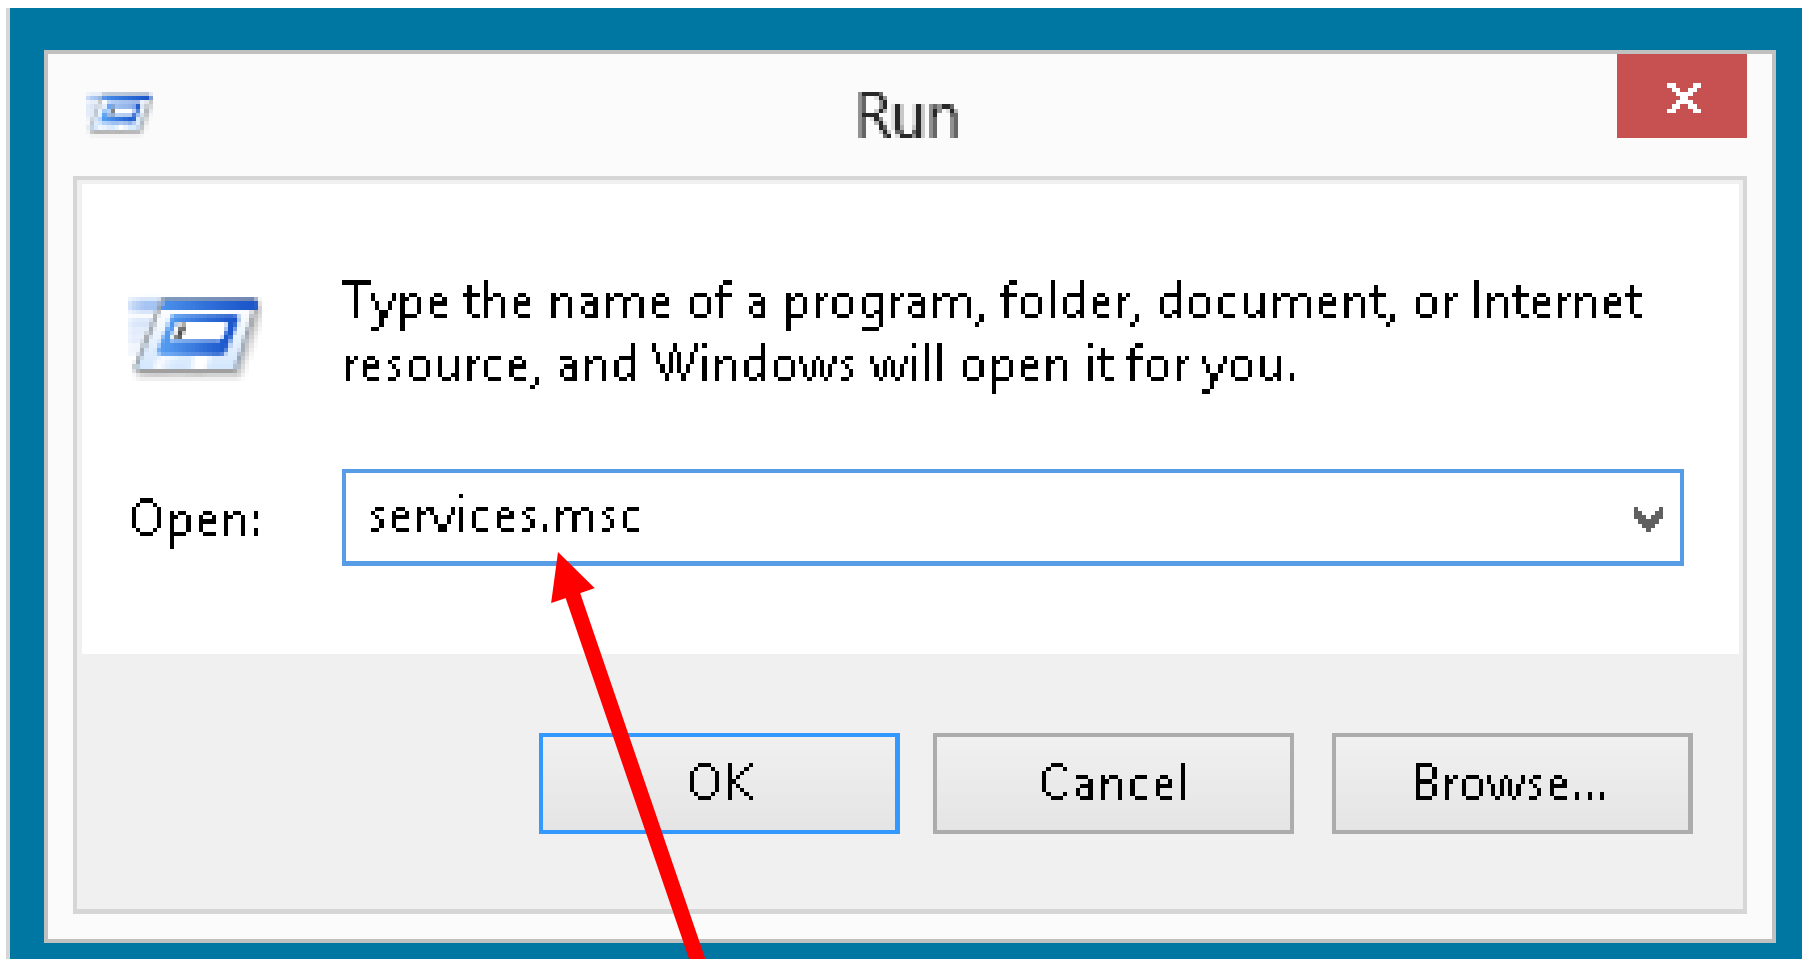 Run
Type the name of a program, folder, document, or Internet
resource, and Windows will open it for you.
Open: services.msc
OK Cancel Browse...